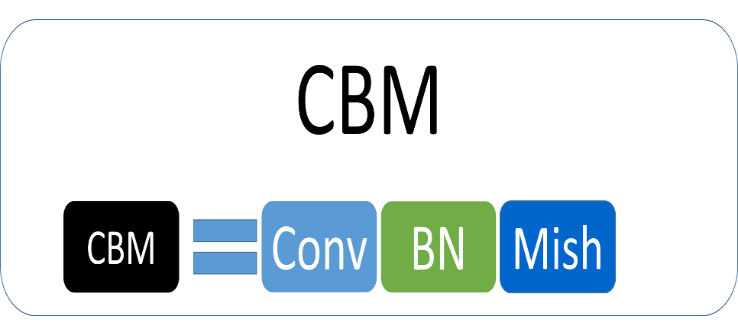 CBM
CBM = Conv BN Mish